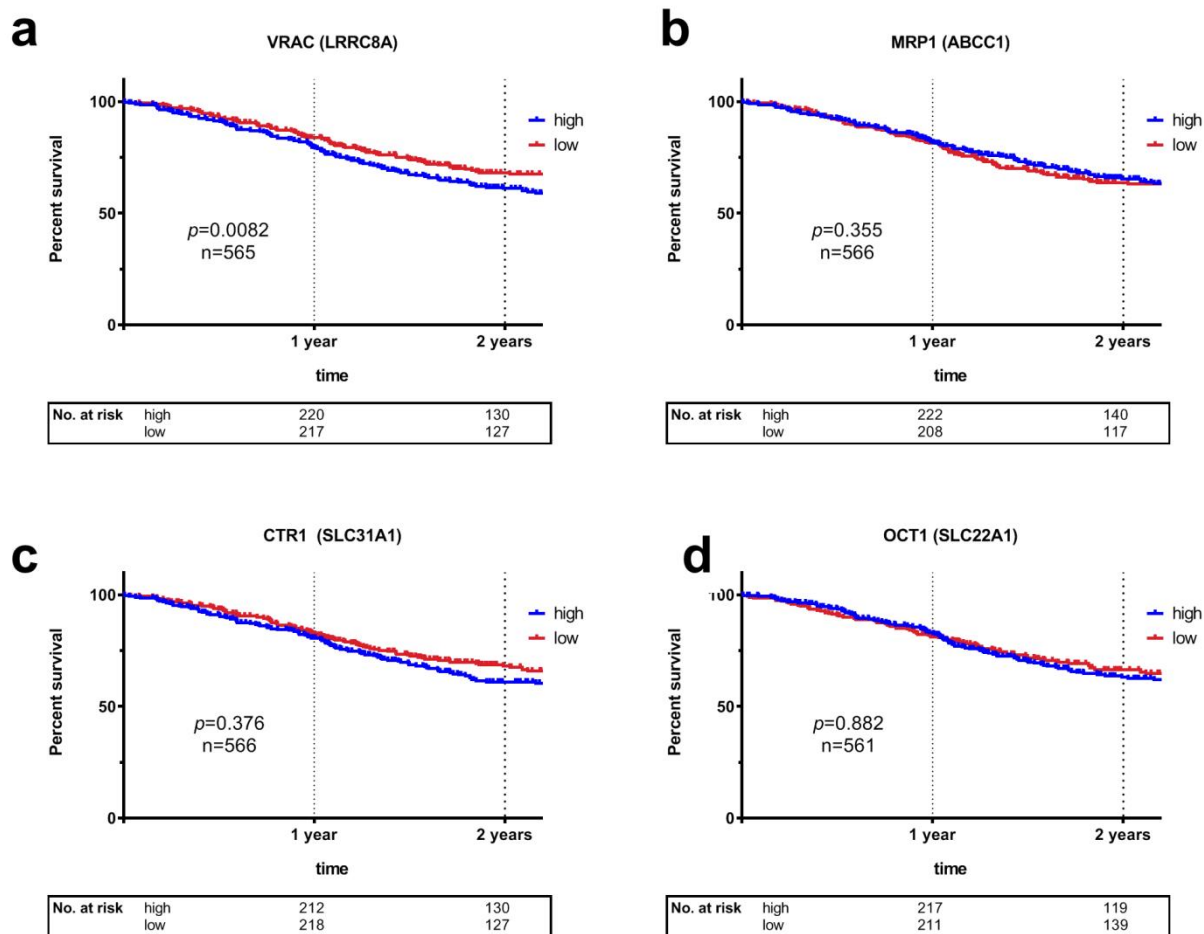 a
VRAC (LRRC8A)
Percent survival
100
50
0
high
low
p=0.0082
n=565
1 year 2 years
time
No. at risk high 220 130
low 217 127
b
MRP1 (ABCC1)
Percent survival
100
50
0
high
low
p=0.355
n=566
1 year 2 years
time
No. at risk high 222 140
low 208 117
c
CTR1 (SLC31A1)
Percent survival
100
50
0
high
low
p=0.376
n=566
1 year 2 years
time
No. at risk high 212 130
low 218 127
d
OCT1 (SLC22A1)
Percent survival
100
50
0
high
low
p=0.882
n=561
1 year 2 years
time
No. at risk high 217 119
low 211 139